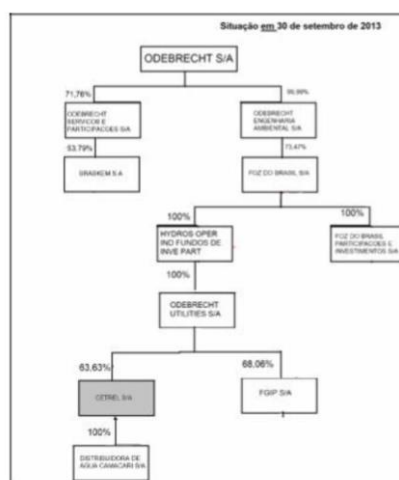 Situação em 30 de setembro de 2013
ODEBRECHT S/A
71,76%
99,99%
ODEBRECHT
SERVICOS E
PARTICIPACOES S/A
ODEBRECHT
ENGENHARIA
AMBIENTAL S/A
53,79%
73,47%
BRASKEM S.A
FOZ DO BRASIL S/A
100%
100%
HYDROS OPER
IND FUNDOS DE
INVE PART
FOZ DO BRASIL
PARTICIPACOES E
INVESTIMENTOS S/A
100%
ODEBRECHT
UTILITIES S/A
63,63%
68,06%
CETREL S/A
FGIP S/A
100%
DISTRIBUIDORA DE
AGUA CAMACARI S/A